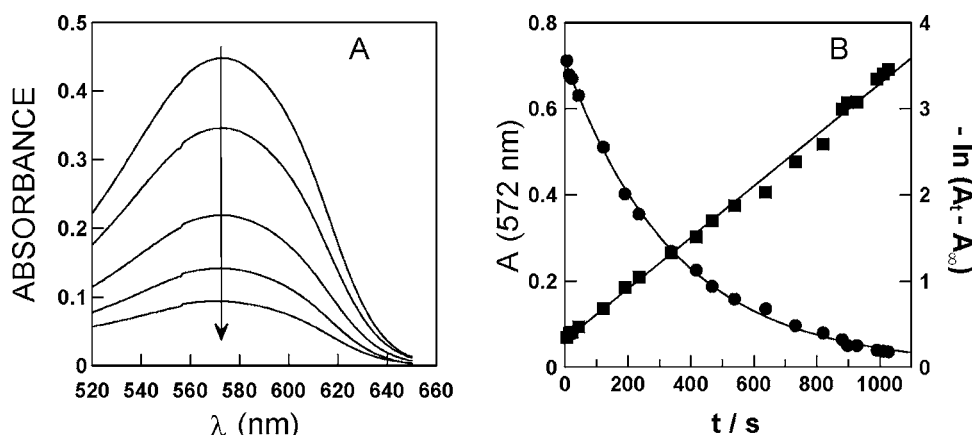 A
ABSORBANCE
0.5
0.4
0.3
0.2
0.1
0
520 540 560 580 600 620 640 660
λ (nm)
B
A (572 nm)
0.8
0.6
0.4
0.2
0
0 200 400 600 800 1000
t / s
4
3
2
1
0
- ln (At - A∞)